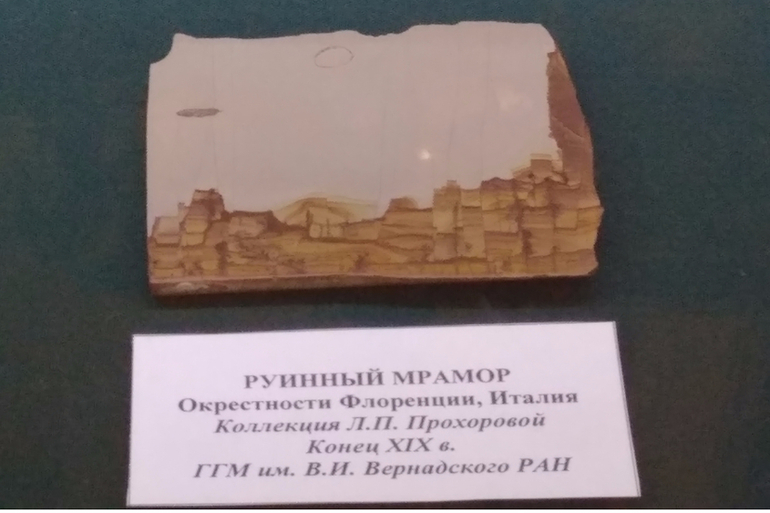 РУИННЫЙ МРАМОР
Окрестности Флоренции, Италия
Коллекция Л.П. Прохоровой
Конец XIX в.
ГГМ им. В.И. Вернадского РАН